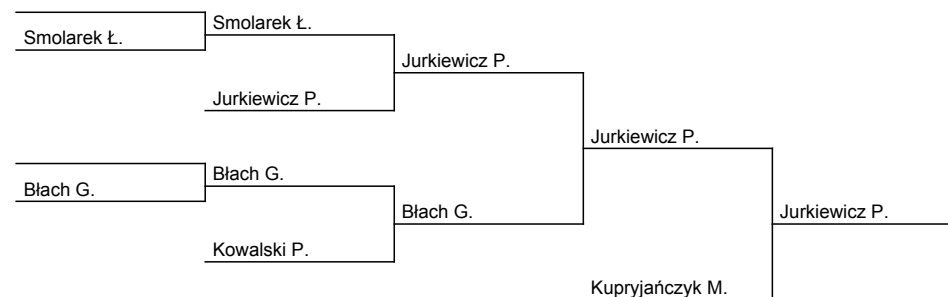 Smolarek Ł.
Smolarek Ł.
Jurkiewicz P.
Jurkiewicz P.
Jurkiewicz P.
Błach G.
Błach G.
Błach G.
Jurkiewicz P.
Kowalski P.
Kupryjańczyk M.